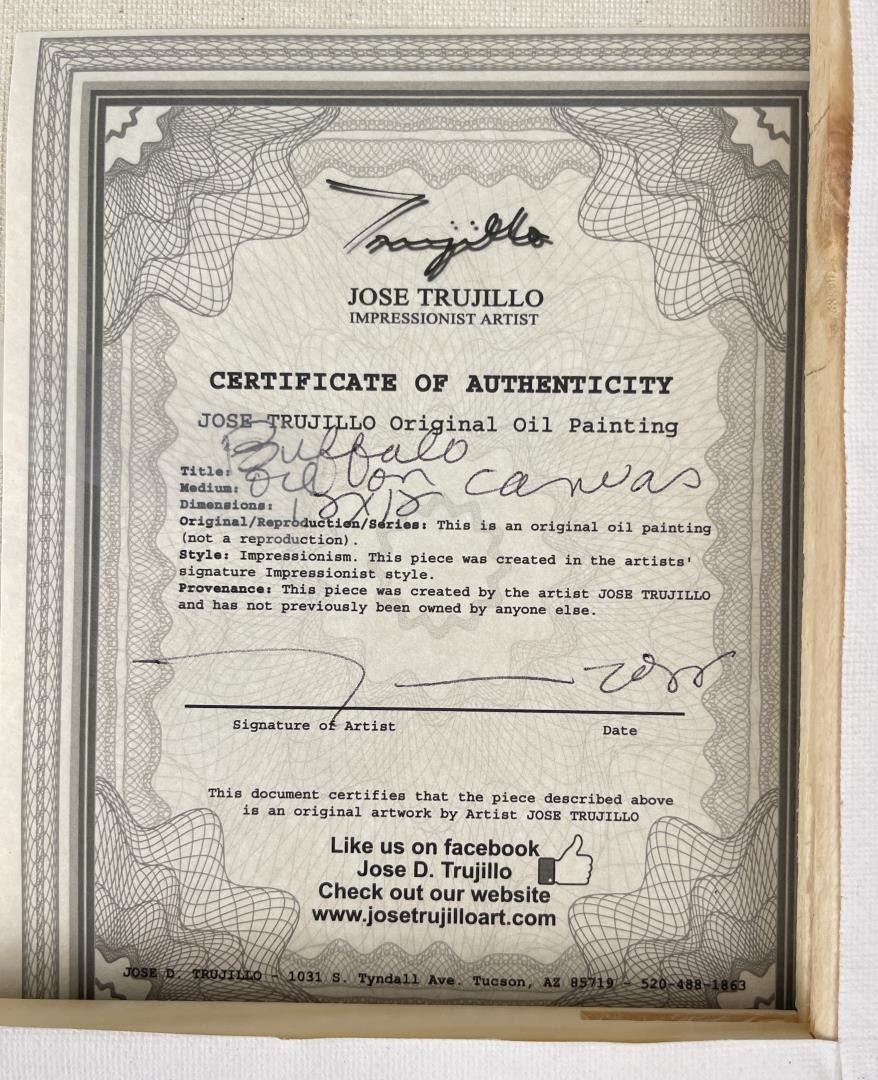 Trujillo
JOSE TRUJILLO
IMPRESSIONIST ARTIST
CERTIFICATE OF AUTHENTICITY
JOSE TRUJILLO Original Oil Painting
Title: Buffalo
Medium: Oil on canvas
Dimensions:
Original/Reproduction/Series: This is an original oil painting
(not a reproduction).
Style: Impressionism. This piece was created in the artists'
signature Impressionist style.
Provenance: This piece was created by the artist JOSE TRUJILLO
and has not previously been owned by anyone else.
Signature of Artist Date
This document certifies that the piece described above
is an original artwork by Artist JOSE TRUJILLO
Like us on facebook
Jose D. Trujillo
Check out our website
www.josetrujilloart.com
JOSE D. TRUJILLO - 1031 S. Tyndall Ave. Tucson, AZ 85719 - 520-488-1863